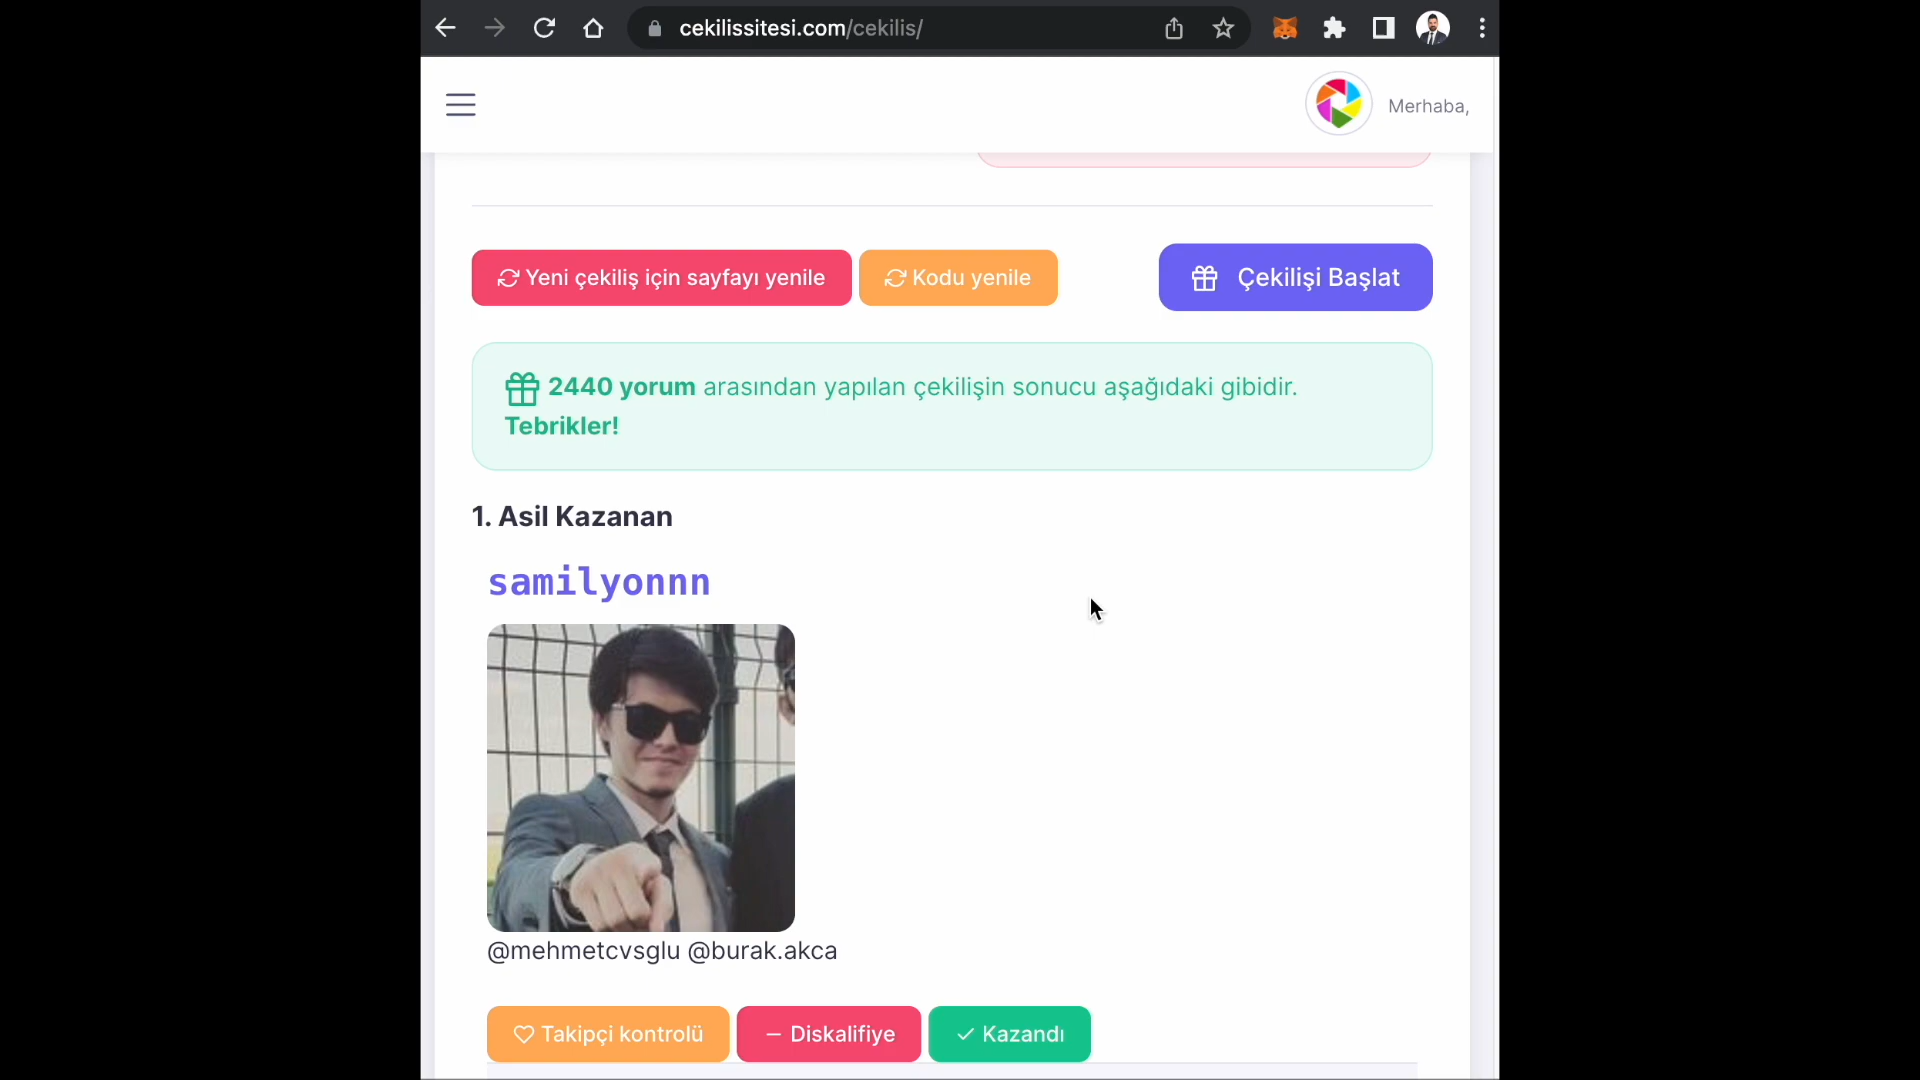 cekilissitesi.com/cekilis/
Merhaba,
Yeni çekiliş için sayfayı yenile
Kodu yenile
Çekilişi Başlat
2440 yorum arasından yapılan çekilişin sonucu aşağıdaki gibidir.
Tebrikler!
1. Asil Kazanan
samilyonnn
@mehmetcvsglu @burak.akca
Takipçi kontrolü
Diskalifiye
Kazandı